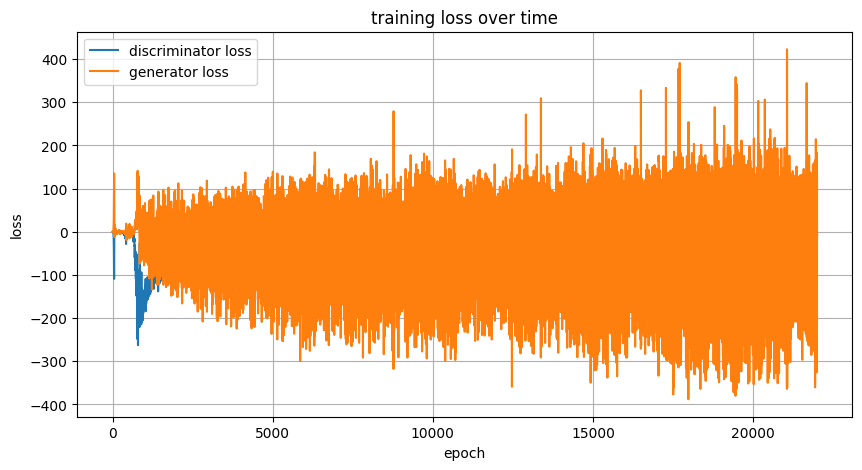 training loss over time
discriminator loss
generator loss
400
300
200
100
0
−100
−200
−300
−400
loss
0
5000
10000
15000
20000
epoch